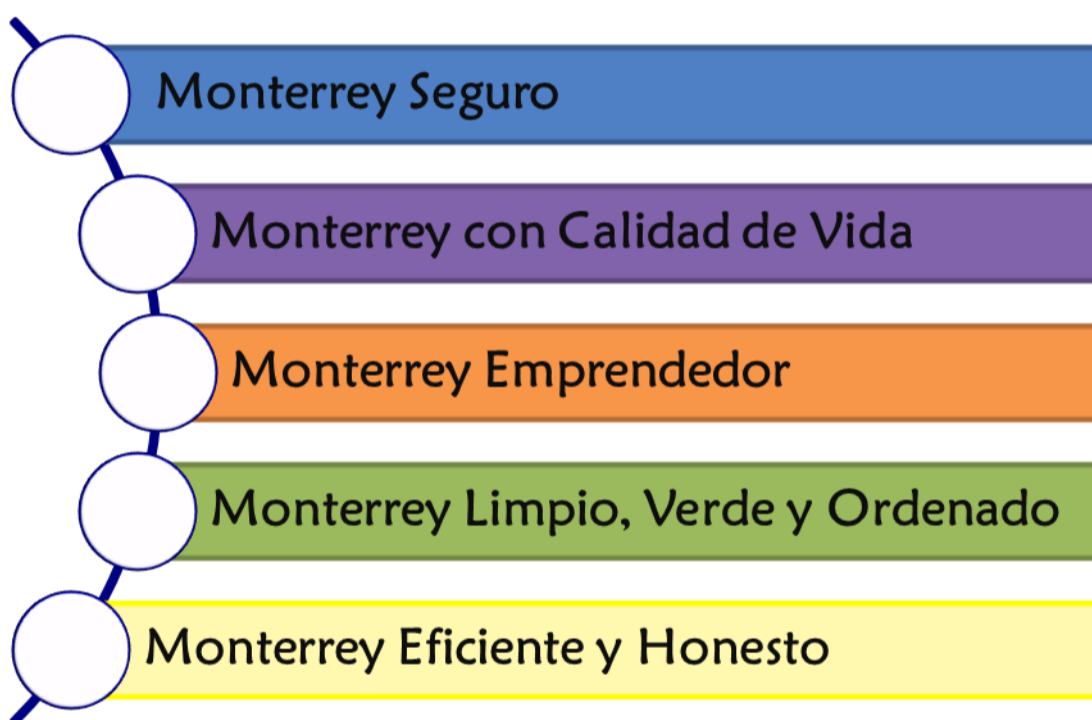 Monterrey Seguro
Monterrey con Calidad de Vida
Monterrey Emprendedor
Monterrey Limpio, Verde y Ordenado
Monterrey Eficiente y Honesto